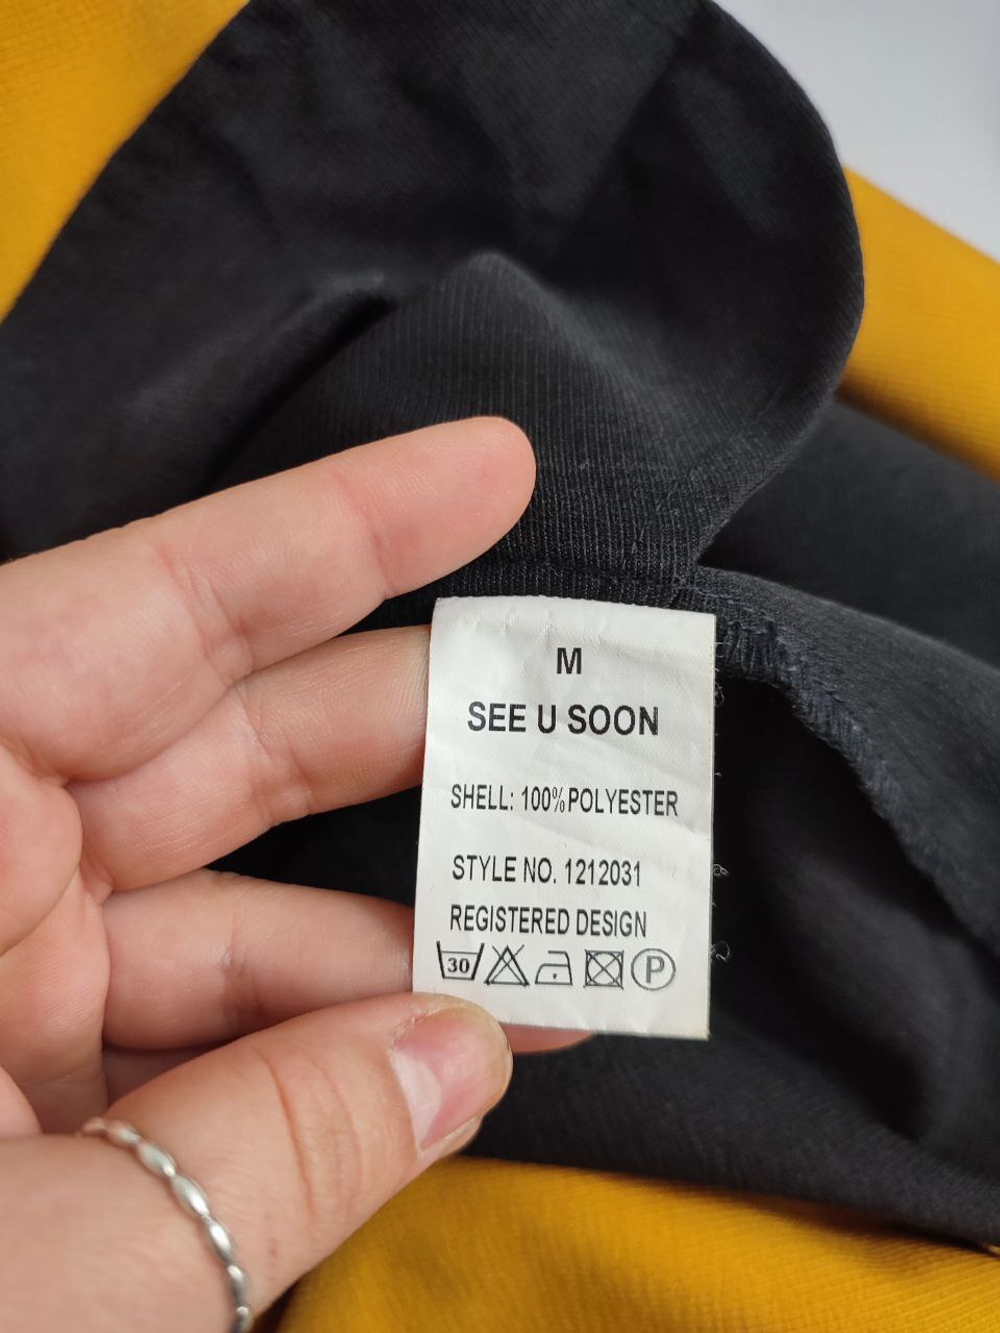 M
SEE U SOON
SHELL: 100% POLYESTER
STYLE NO. 1212031
REGISTERED DESIGN
30 P